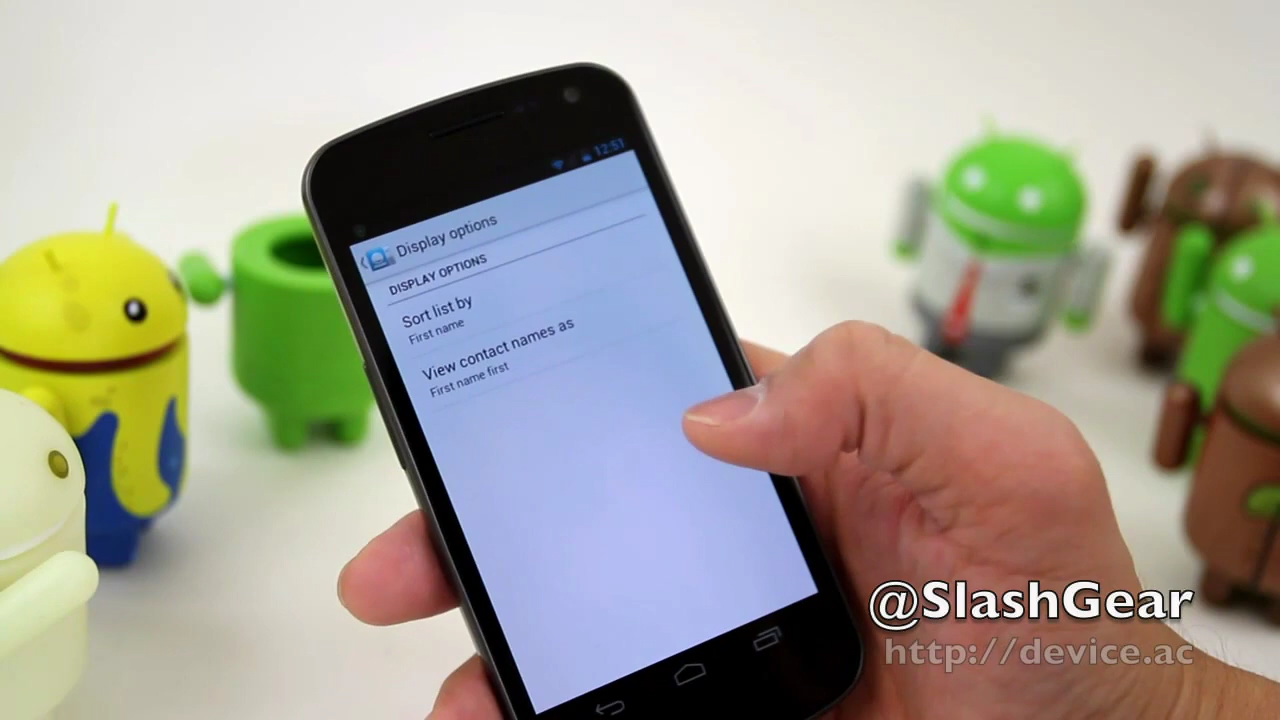 12:51
Display options
DISPLAY OPTIONS
Sort list by
First name
View contact names as
First name first
@SlashGear
http://device.ac